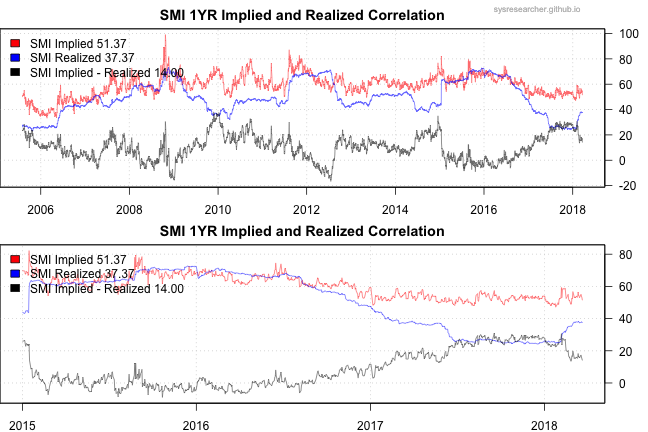 SMI 1YR Implied and Realized Correlation
sysresearcher.github.io
SMI Implied 51.37
SMI Realized 37.37
SMI Implied - Realized 14.00
100
80
60
40
20
0
-20
2006 2008 2010 2012 2014 2016 2018
SMI 1YR Implied and Realized Correlation
SMI Implied 51.37
SMI Realized 37.37
SMI Implied - Realized 14.00
80
60
40
20
0
2015 2016 2017 2018